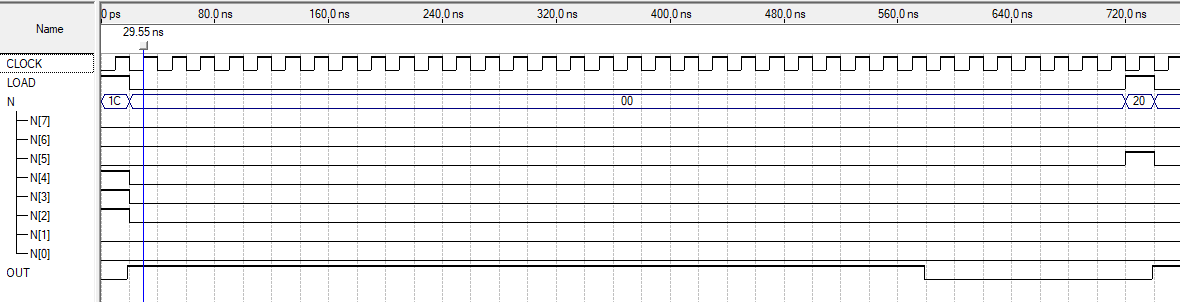 Name
0 ps 80.0 ns 160.0 ns 240.0 ns 320.0 ns 400.0 ns 480.0 ns 560.0 ns 640.0 ns 720.0 ns
29.55 ns
CLOCK
LOAD
N 1C 00 20
N[7]
N[6]
N[5]
N[4]
N[3]
N[2]
N[1]
N[0]
OUT